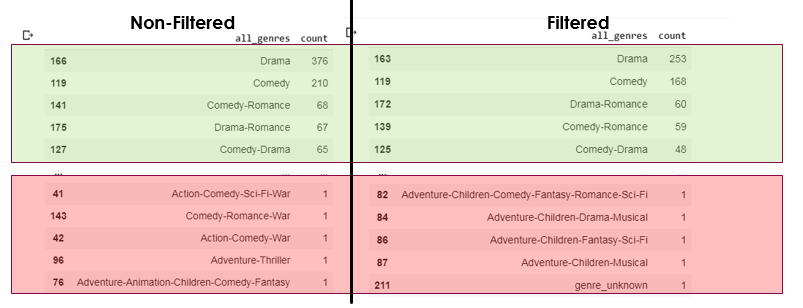 Non-Filtered
all_genres count
166 Drama 376
119 Comedy 210
141 Comedy-Romance 68
175 Drama-Romance 67
127 Comedy-Drama 65
... ... ...
41 Action-Comedy-Sci-Fi-War 1
143 Comedy-Romance-War 1
42 Action-Comedy-War 1
96 Adventure-Thriller 1
76 Adventure-Animation-Children-Comedy-Fantasy 1
Filtered
all_genres count
163 Drama 253
119 Comedy 168
172 Drama-Romance 60
139 Comedy-Romance 59
125 Comedy-Drama 48
... ... ...
82 Adventure-Children-Comedy-Fantasy-Romance-Sci-Fi 1
84 Adventure-Children-Drama-Musical 1
86 Adventure-Children-Fantasy-Sci-Fi 1
87 Adventure-Children-Musical 1
211 genre_unknown 1